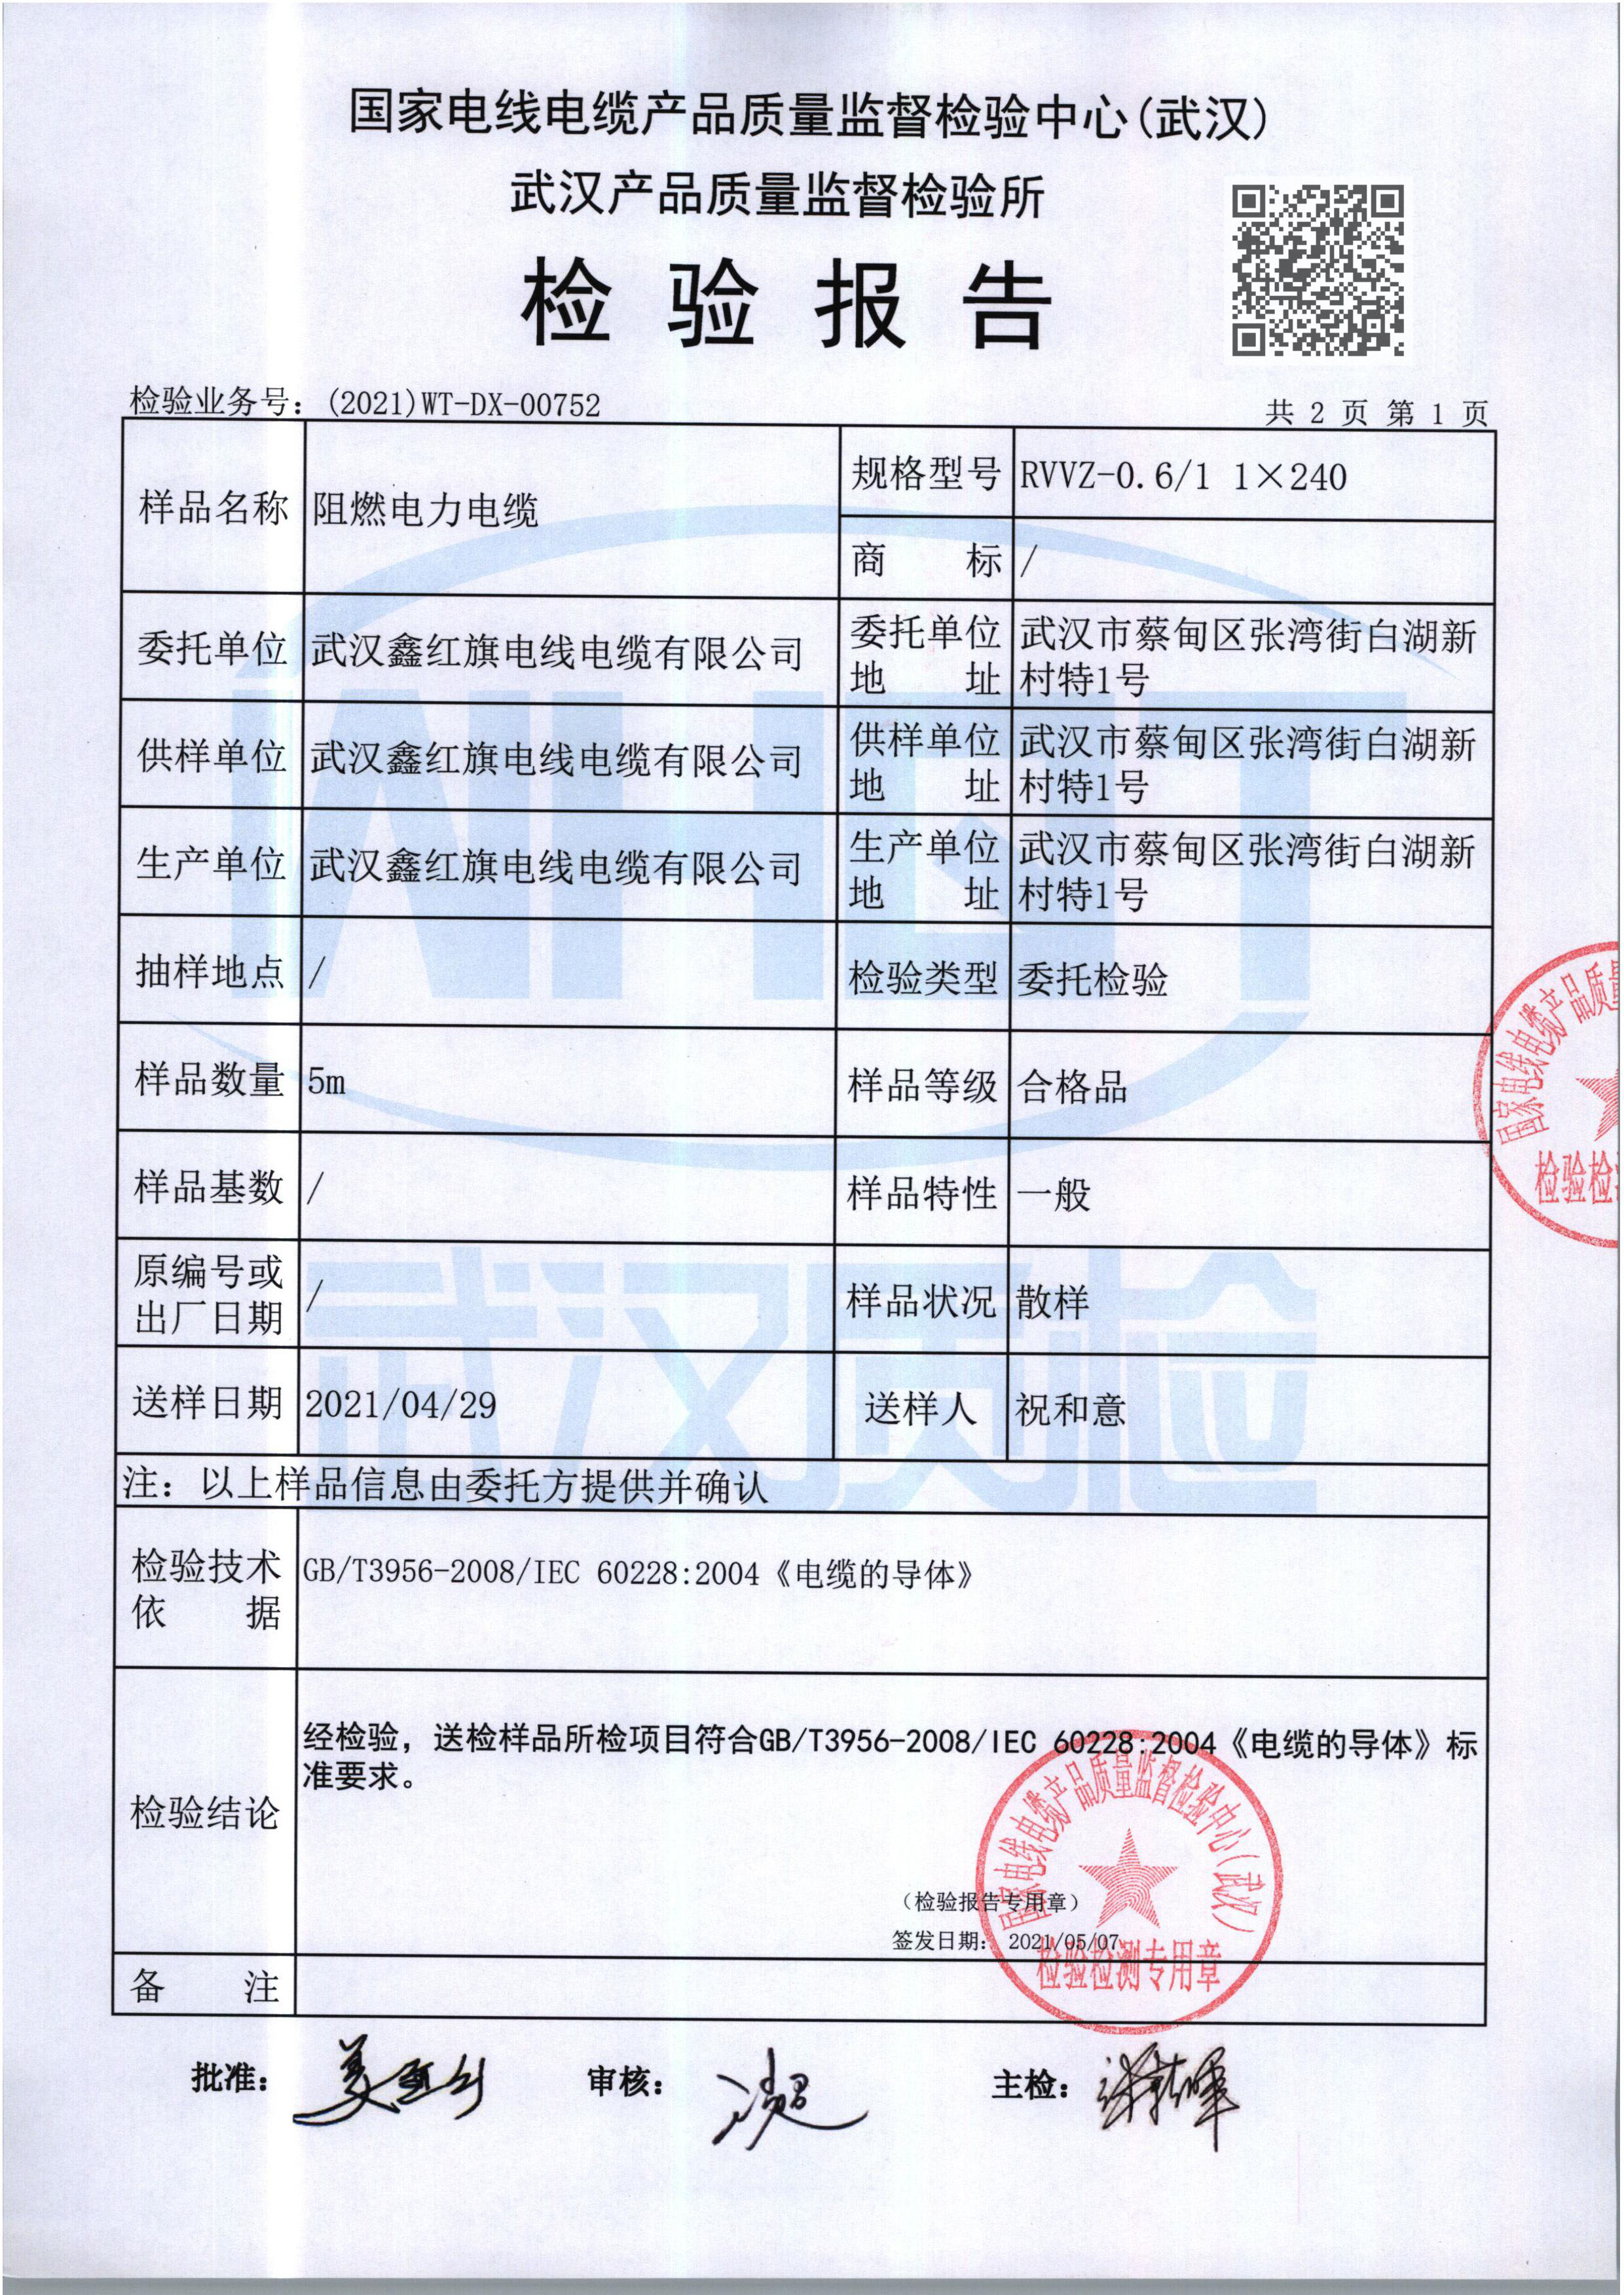 国家电线电缆产品质量监督检验中心(武汉)
武汉产品质量监督检验所
检验报告
检验业务号：(2021)WT-DX-00752
共 2 页 第 1 页
样品名称 阻燃电力电缆 规格型号 RVVZ-0.6/1 1×240
商标 /
委托单位 武汉鑫红旗电线电缆有限公司 委托单位地址 武汉市蔡甸区张湾街白湖新
村特1号
供样单位 武汉鑫红旗电线电缆有限公司 供样单位地址 武汉市蔡甸区张湾街白湖新
村特1号
生产单位 武汉鑫红旗电线电缆有限公司 生产单位地址 武汉市蔡甸区张湾街白湖新
村特1号
抽样地点 / 检验类型 委托检验
样品数量 5m 样品等级 合格品
样品基数 / 样品特性 一般
原编号或
出厂日期 / 样品状况 散样
送样日期 2021/04/29 送样人 祝和意
注：以上样品信息由委托方提供并确认
检验技术
依据 GB/T3956-2008/IEC 60228:2004《电缆的导体》
检验结论 经检验，送检样品所检项目符合GB/T3956-2008/IEC 60228:2004《电缆的导体》标
准要求。
（检验报告专用章）
签发日期： 2021/05/07
国家电线电缆产品质量监督检验中心(武汉)
检验检测专用章
备注
批准：
审核：
主检：
国家电线电缆产品质量
检验检
武汉质检